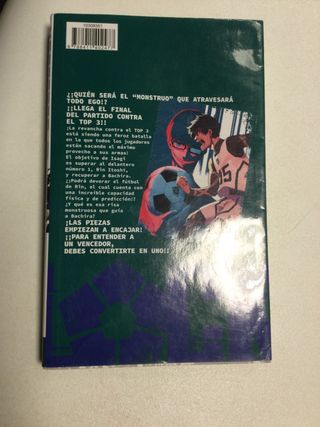 10308361
¿¡QUIÉN SERÁ EL "MONSTRUO" QUE ATRAVESARÁ
TODO EGO!?
¡¡LLEGA EL FINAL
DEL PARTIDO CONTRA
EL TOP 3!!
¡La revancha contra el TOP 3
está siendo una feroz batalla
en la que todos los jugadores
están sacando el máximo
provecho a sus armas!
El objetivo de Isagi
es superar al delantero
número 1, Rin Itoshi,
y recuperar a Bachira.
¡¿Podrá devorar el fútbol
de Rin, el cual cuenta con
una increíble capacidad
física y de predicción!?
¿Y qué es esa risa
monstruosa que guía
a Bachira?
¡LAS PIEZAS
EMPIEZAN A ENCAJAR!
¡¡PARA ENTENDER A
UN VENCEDOR,
DEBES CONVERTIRTE EN UNO!!
15